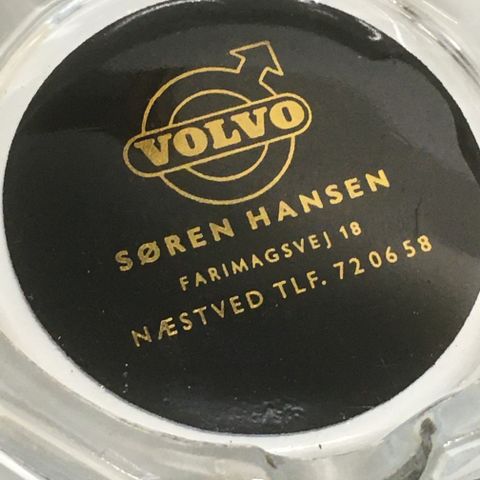 VOLVO
SØREN HANSEN
FARIMAGSVEJ 18
NÆSTVED TLF. 720658